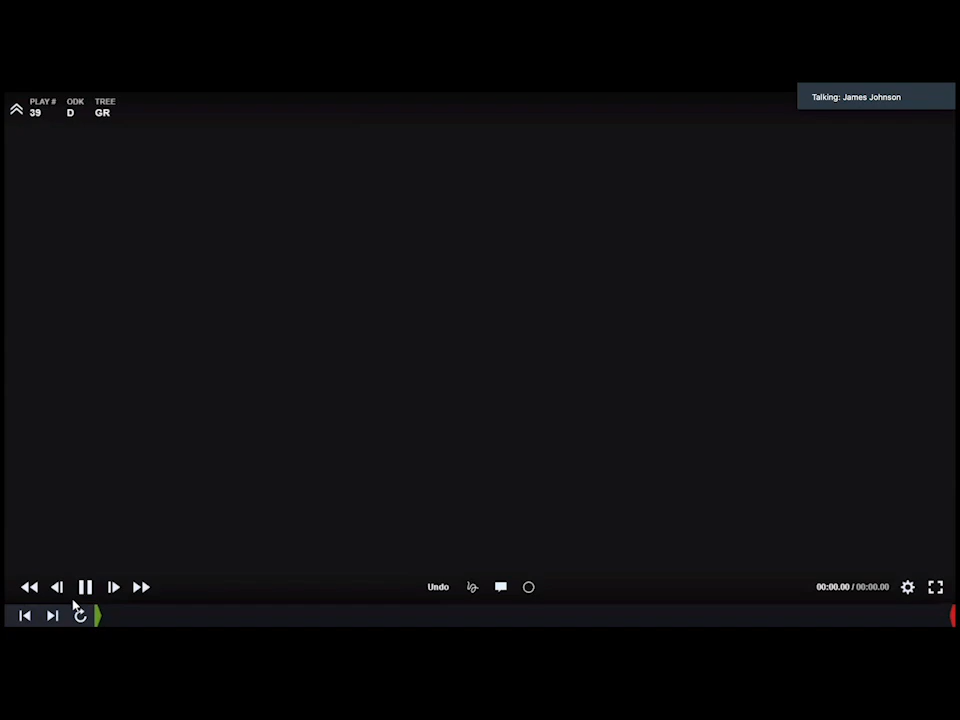 PLAY # ODK TREE
39 D GR
Talking: James Johnson
Undo
00:00.00 / 00:00.00